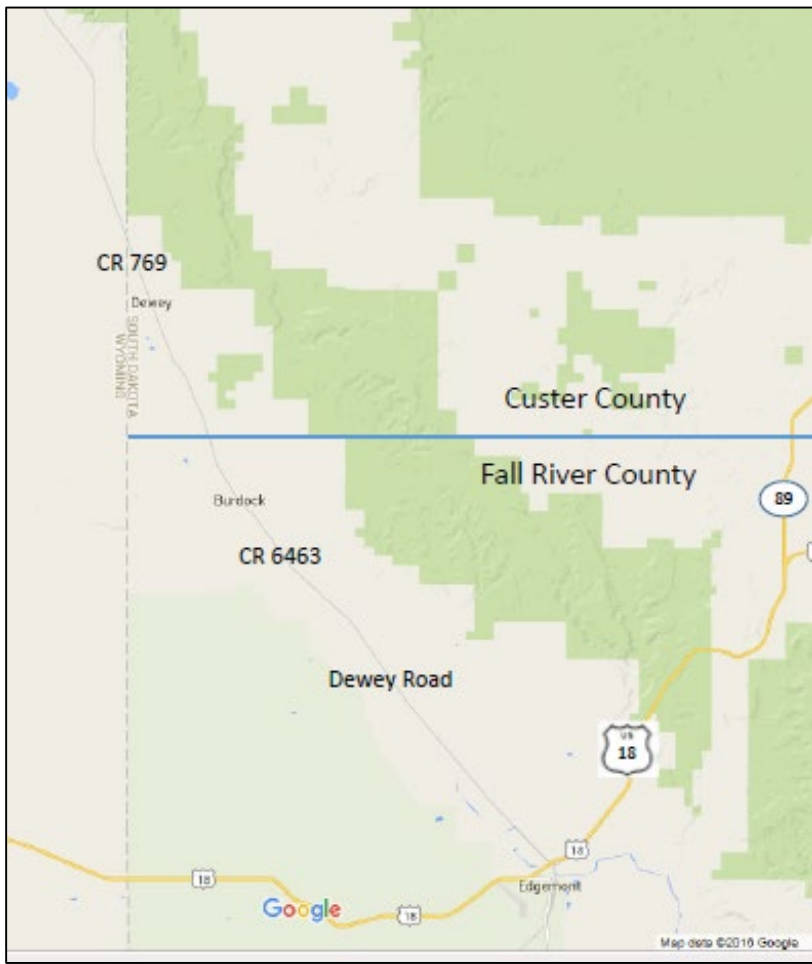 CR 769
Dewey
SOUTH DAKOTA
WYOMING
Custer County
Fall River County
89
Burdock
CR 6463
Dewey Road
US
18
18
Edgemont
18
18
Google
Map data ©2016 Google